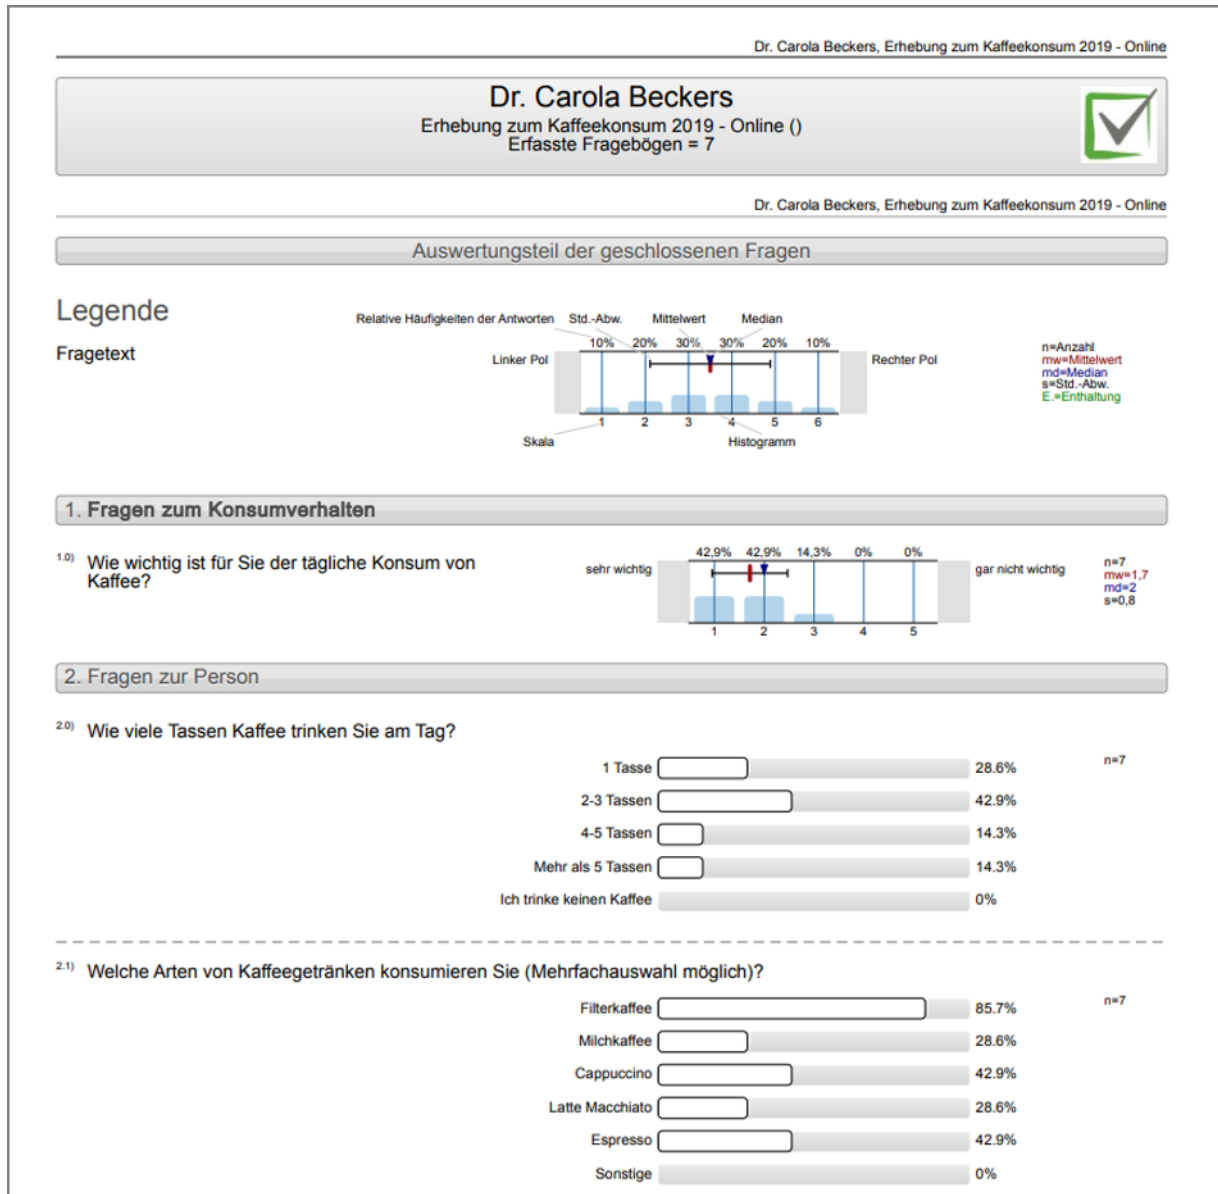 Dr. Carola Beckers, Erhebung zum Kaffeekonsum 2019 - Online
Dr. Carola Beckers
Erhebung zum Kaffeekonsum 2019 - Online ()
Erfasste Fragebögen = 7
Dr. Carola Beckers, Erhebung zum Kaffeekonsum 2019 - Online
Auswertungsteil der geschlossenen Fragen
Legende
Relative Häufigkeiten der Antworten Std.-Abw. Mittelwert Median
Fragetext
Linker Pol
10% 20% 30% 30% 20% 10%
Rechter Pol
1 2 3 4 5 6
Skala
Histogramm
n=Anzahl
mw=Mittelwert
md=Median
s=Std.-Abw.
E.=Enthaltung
1. Fragen zum Konsumverhalten
1.0) Wie wichtig ist für Sie der tägliche Konsum von
Kaffee?
sehr wichtig
42,9% 42,9% 14,3% 0% 0%
gar nicht wichtig
1 2 3 4 5
n=7
mw=1,7
md=2
s=0,8
2. Fragen zur Person
2.0) Wie viele Tassen Kaffee trinken Sie am Tag?
1 Tasse 28.6% n=7
2-3 Tassen 42.9%
4-5 Tassen 14.3%
Mehr als 5 Tassen 14.3%
Ich trinke keinen Kaffee 0%
2.1) Welche Arten von Kaffeegetränken konsumieren Sie (Mehrfachauswahl möglich)?
Filterkaffee 85.7% n=7
Milchkaffee 28.6%
Cappuccino 42.9%
Latte Macchiato 28.6%
Espresso 42.9%
Sonstige 0%